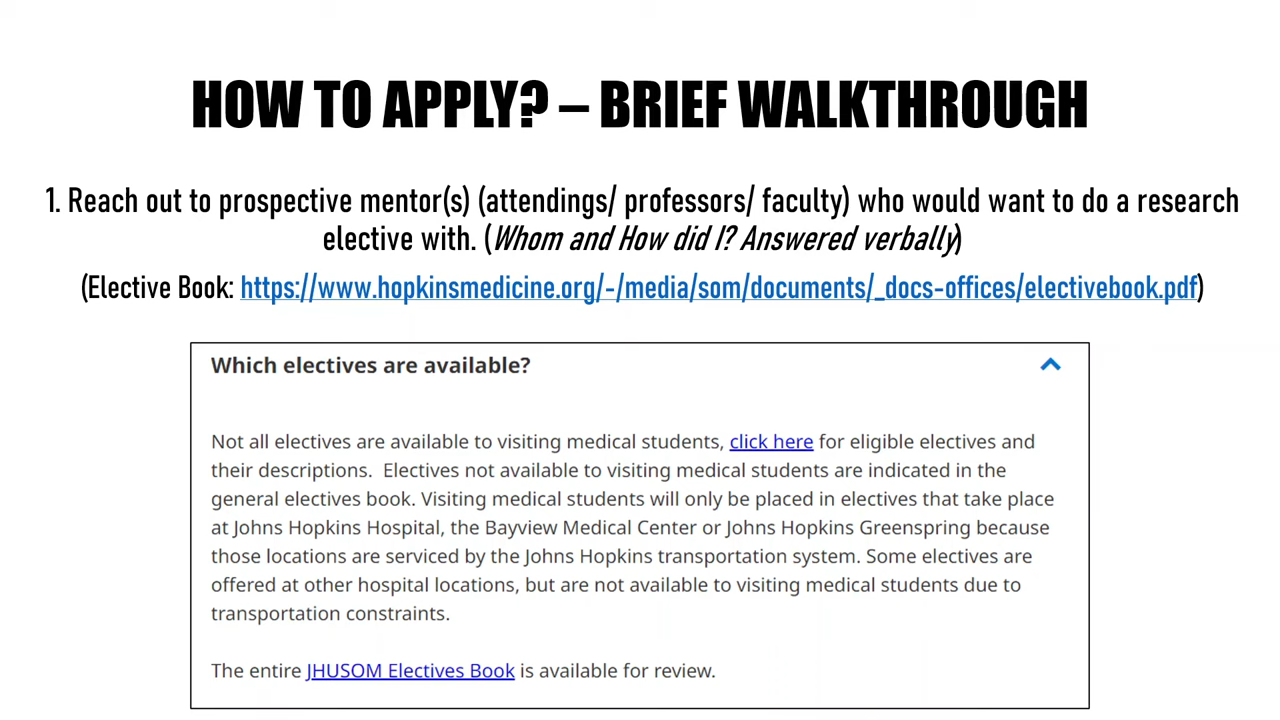 HOW TO APPLY? – BRIEF WALKTHROUGH
1. Reach out to prospective mentor(s) (attendings/ professors/ faculty) who would want to do a research
elective with. (Whom and How did I? Answered verbally)
(Elective Book: https://www.hopkinsmedicine.org/-/media/som/documents/_docs-offices/electivebook.pdf)
Which electives are available?
Not all electives are available to visiting medical students, click here for eligible electives and
their descriptions.  Electives not available to visiting medical students are indicated in the
general electives book. Visiting medical students will only be placed in electives that take place
at Johns Hopkins Hospital, the Bayview Medical Center or Johns Hopkins Greenspring because
those locations are serviced by the Johns Hopkins transportation system. Some electives are
offered at other hospital locations, but are not available to visiting medical students due to
transportation constraints.
The entire JHUSOM Electives Book is available for review.